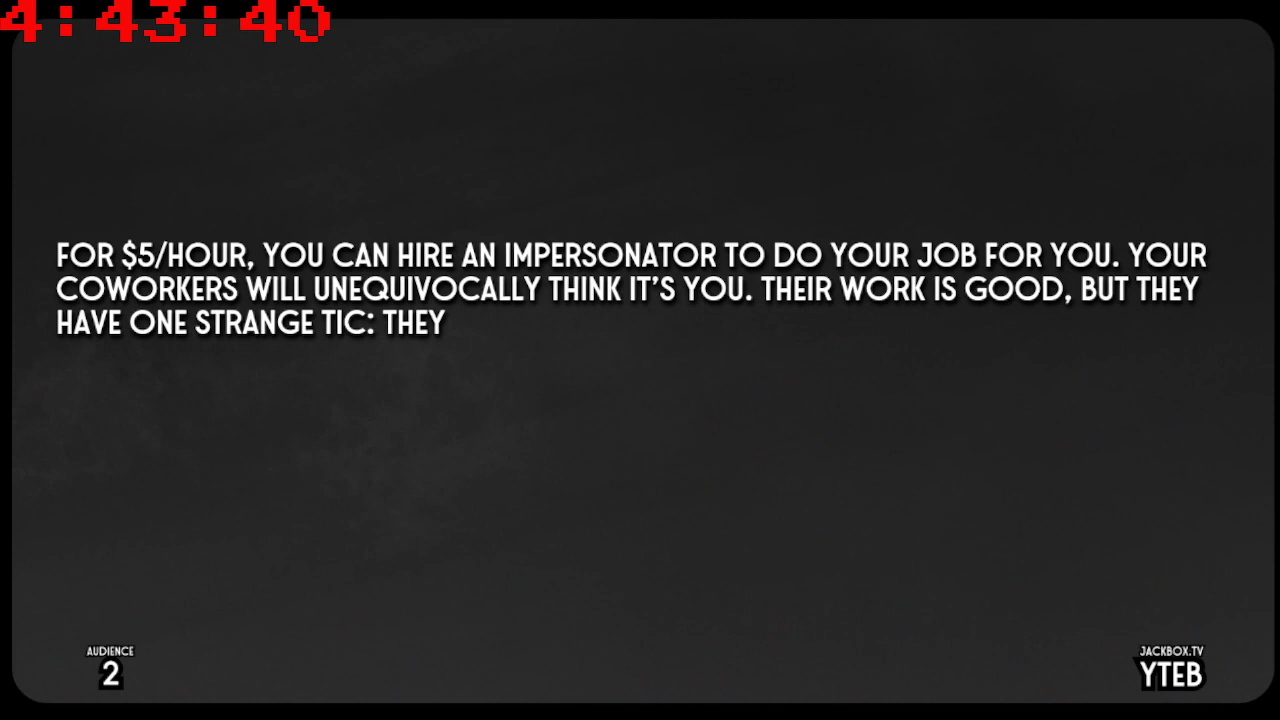 4:43:40
FOR $5/HOUR, YOU CAN HIRE AN IMPERSONATOR TO DO YOUR JOB FOR YOU. YOUR
COWORKERS WILL UNEQUIVOCALLY THINK IT'S YOU. THEIR WORK IS GOOD, BUT THEY
HAVE ONE STRANGE TIC: THEY
AUDIENCE
2
JACKBOX.TV
YTEB